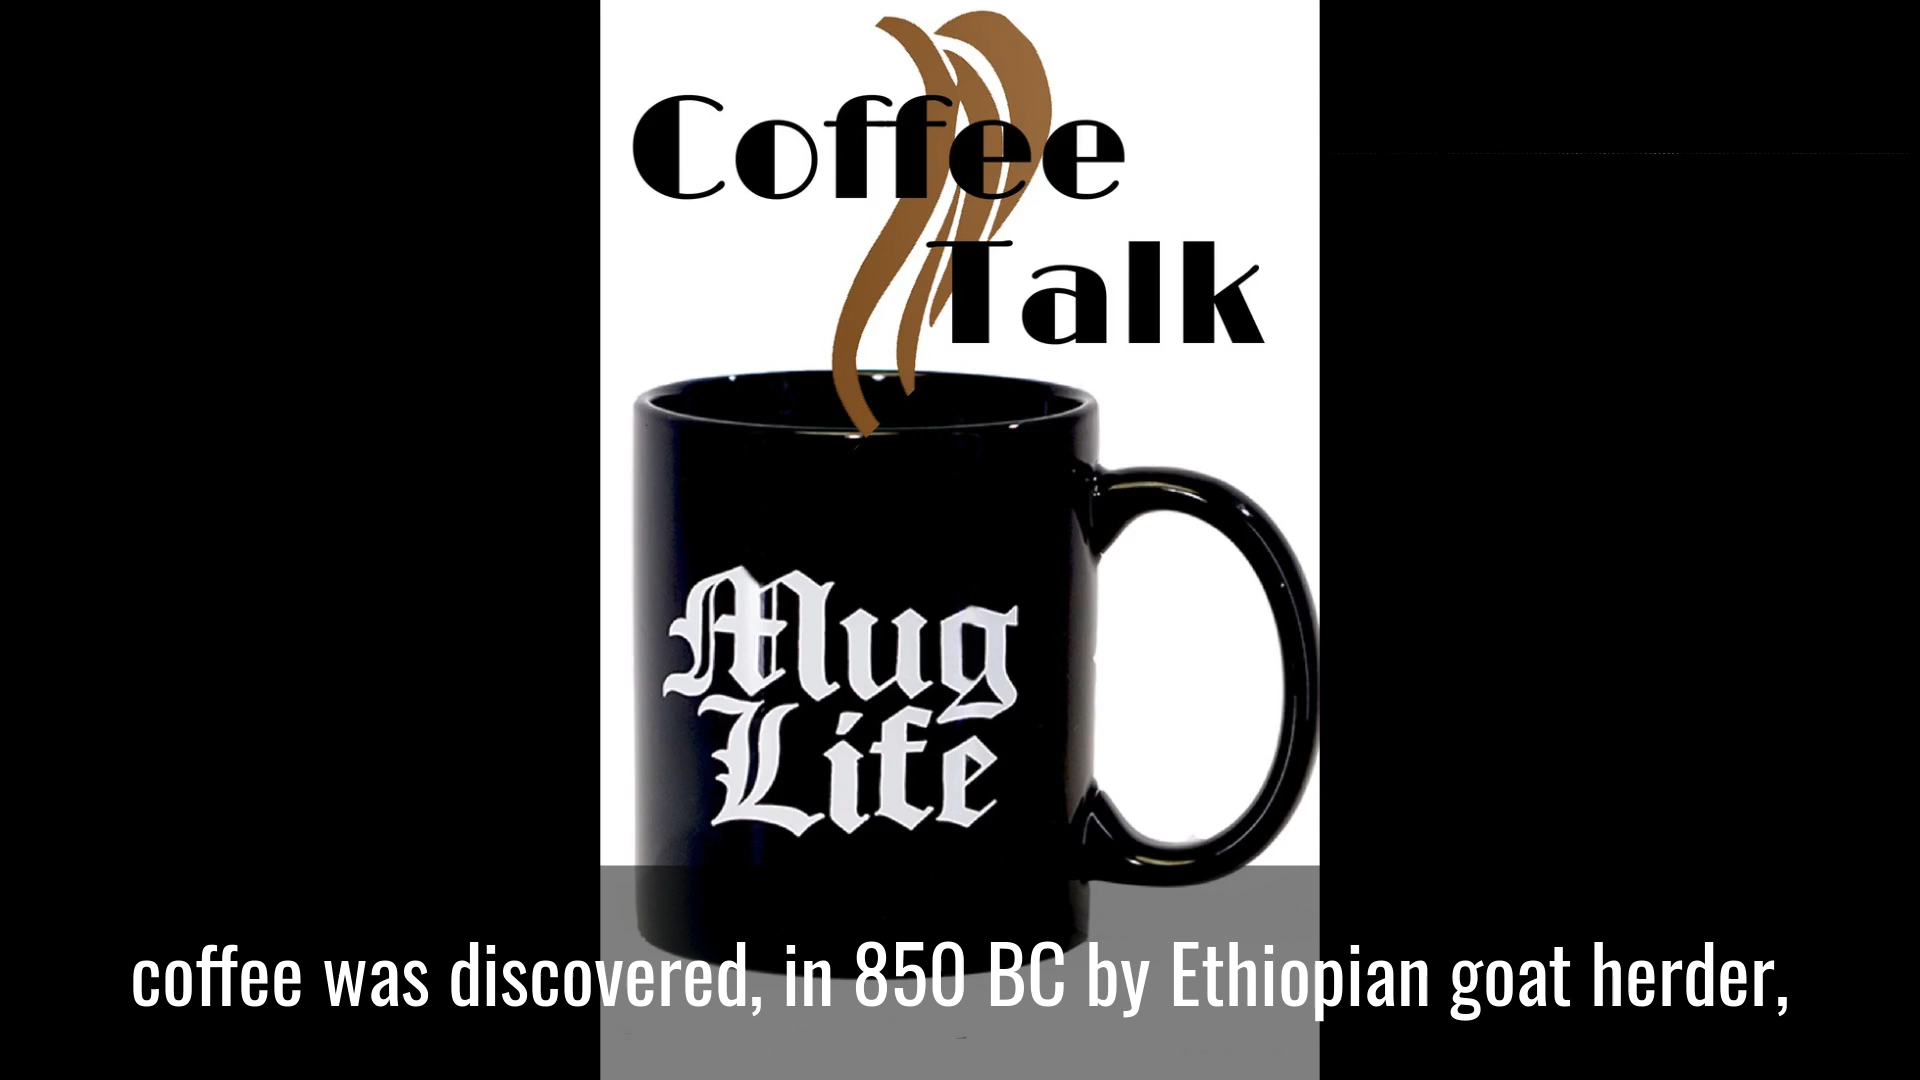 Coffee
Talk
Mug
Life
coffee was discovered, in 850 BC by Ethiopian goat herder,